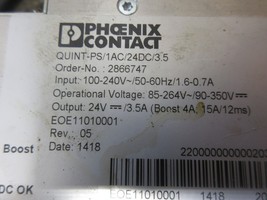 PHŒNIX
CONTACT
QUINT-PS/1AC/24DC/3.5
Order-No.: 2866747
Input: 100-240V~/50-60Hz/1.6-0.7A
Operational Voltage: 85-264V~/90-350V⎓
Output: 24V ⎓/3.5A (Boost 4A, 15A/12ms)
EOE11010001
Rev.: 05
Boost
Date: 1418
DC OK
EOE11010001 1418